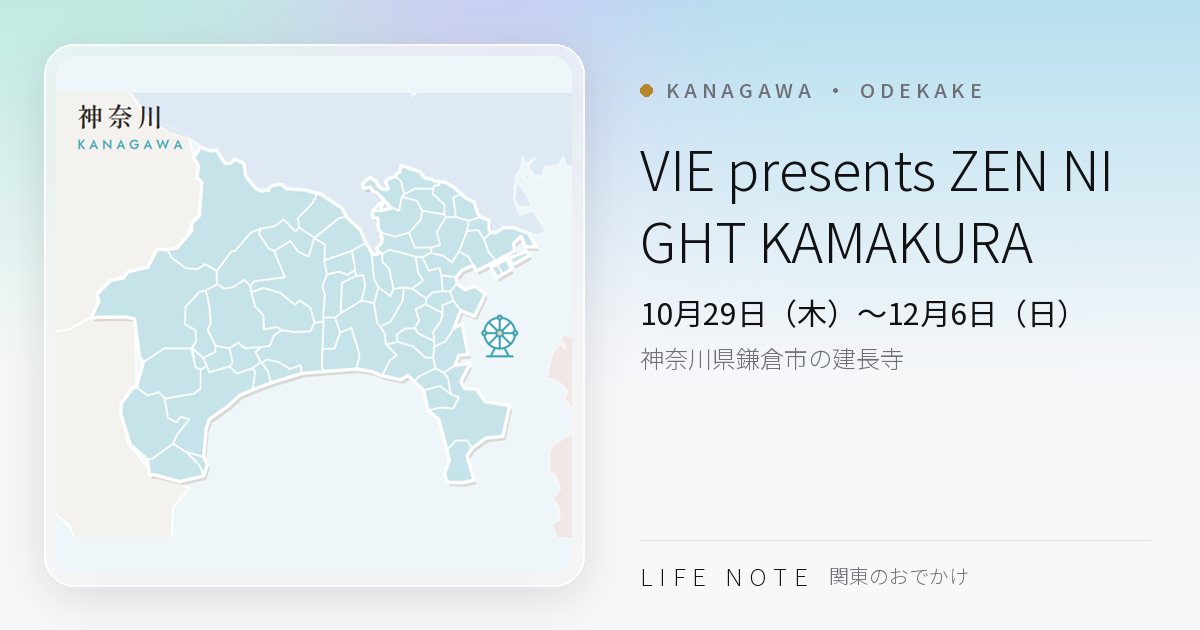 神奈川
KANAGAWA
KANAGAWA・ODEKAKE
VIE presents ZEN NI
GHT KAMAKURA
10月29日（木）〜12月6日（日）
神奈川県鎌倉市の建長寺
LIFE NOTE 関東のおでかけ